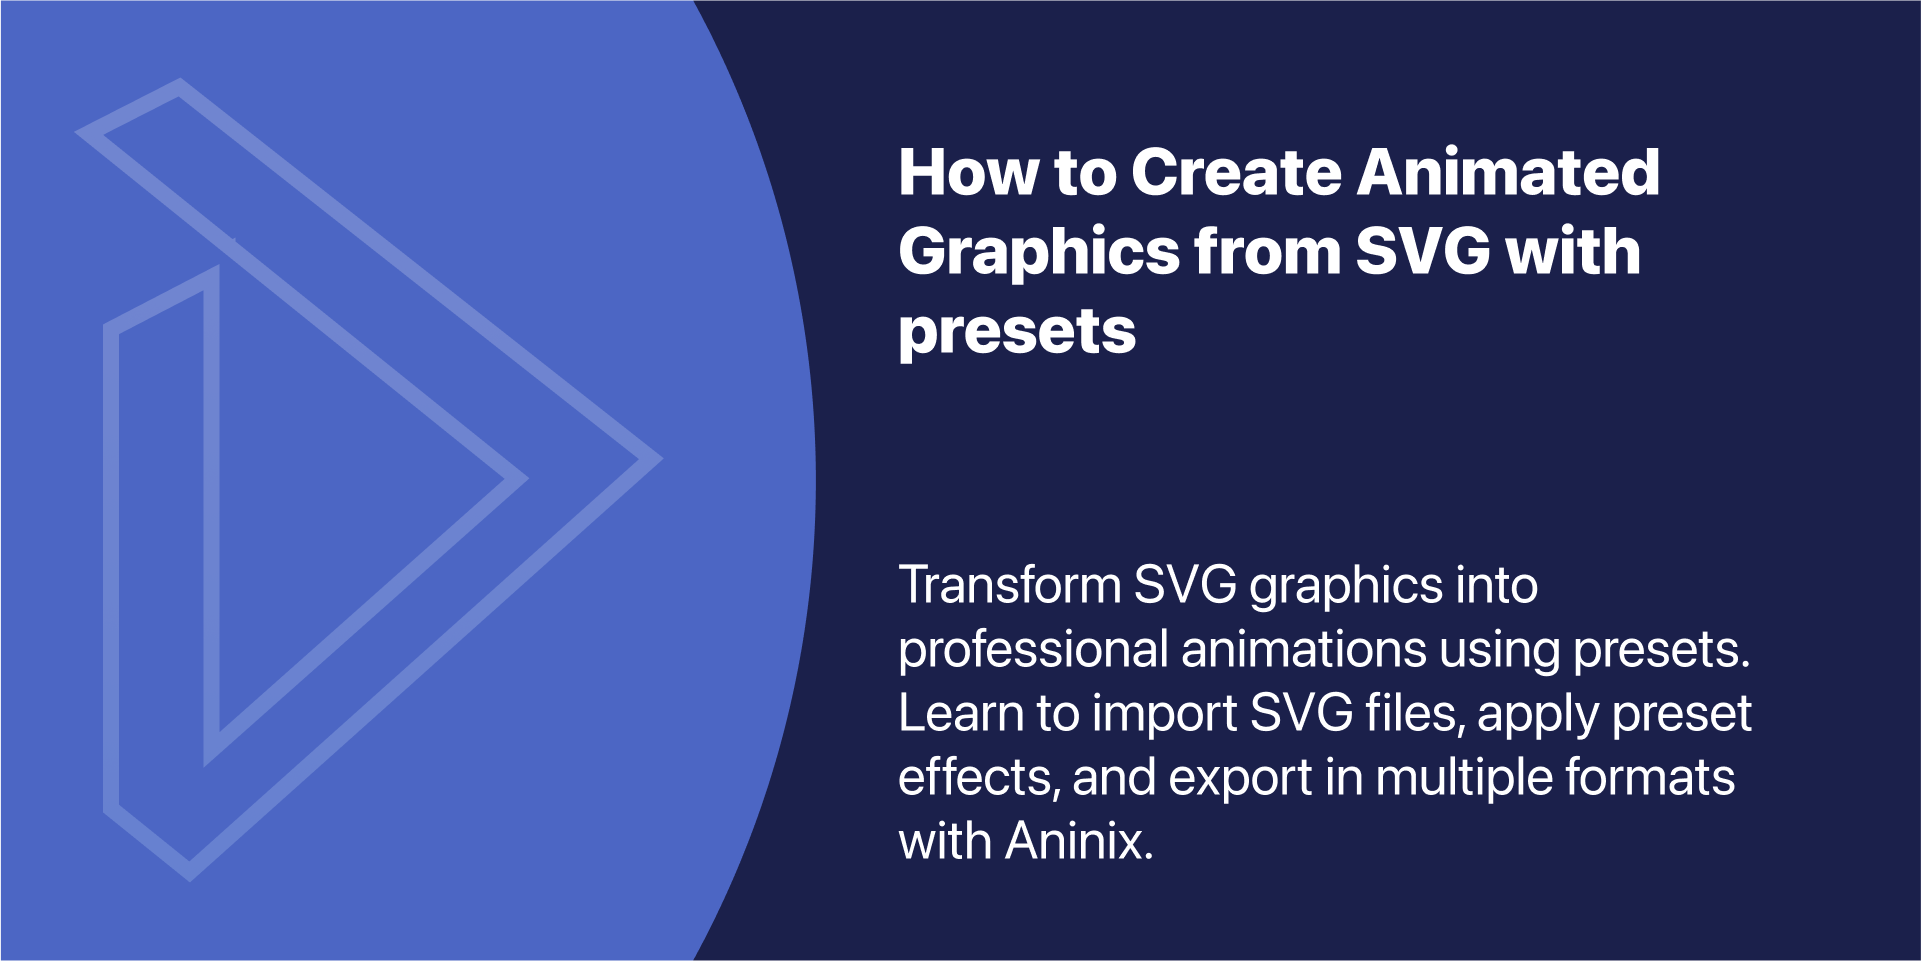 How to Create Animated
Graphics from SVG with
presets
Transform SVG graphics into
professional animations using presets.
Learn to import SVG files, apply preset
effects, and export in multiple formats
with Aninix.